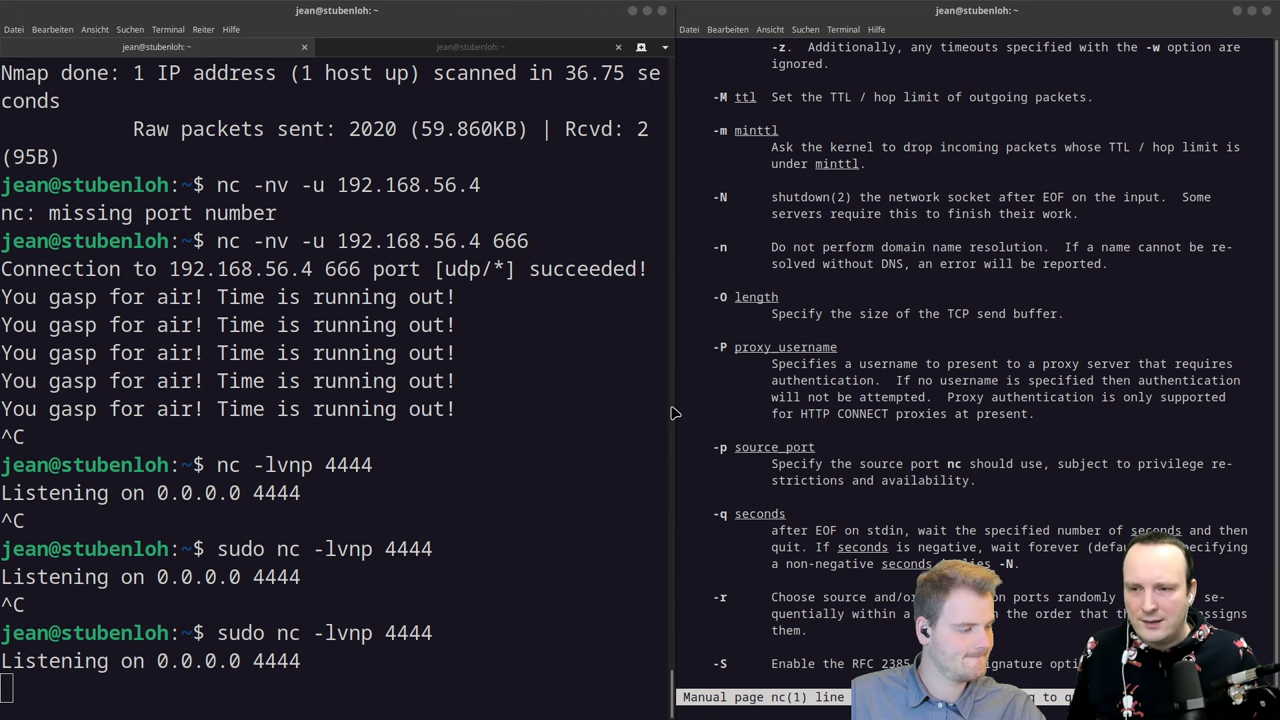 jean@stubenloh: ~
Datei Bearbeiten Ansicht Suchen Terminal Reiter Hilfe
jean@stubenloh: ~
jean@stubenloh: ~
Nmap done: 1 IP address (1 host up) scanned in 36.75 se
conds
Raw packets sent: 2020 (59.860KB) | Rcvd: 2
(95B)
jean@stubenloh:~$ nc -nv -u 192.168.56.4
nc: missing port number
jean@stubenloh:~$ nc -nv -u 192.168.56.4 666
Connection to 192.168.56.4 666 port [udp/*] succeeded!
You gasp for air! Time is running out!
You gasp for air! Time is running out!
You gasp for air! Time is running out!
You gasp for air! Time is running out!
You gasp for air! Time is running out!
^C
jean@stubenloh:~$ nc -lvnp 4444
Listening on 0.0.0.0 4444
^C
jean@stubenloh:~$ sudo nc -lvnp 4444
Listening on 0.0.0.0 4444
^C
jean@stubenloh:~$ sudo nc -lvnp 4444
Listening on 0.0.0.0 4444
jean@stubenloh: ~
Datei Bearbeiten Ansicht Suchen Terminal Hilfe
-z. Additionally, any timeouts specified with the -w option are
ignored.
-M ttl Set the TTL / hop limit of outgoing packets.
-m minttl
Ask the kernel to drop incoming packets whose TTL / hop limit is
under minttl.
-N shutdown(2) the network socket after EOF on the input. Some
servers require this to finish their work.
-n Do not perform domain name resolution. If a name cannot be re-
solved without DNS, an error will be reported.
-O length
Specify the size of the TCP send buffer.
-P proxy_username
Specifies a username to present to a proxy server that requires
authentication. If no username is specified then authentication
will not be attempted. Proxy authentication is only supported
for HTTP CONNECT proxies at present.
-p source_port
Specify the source port nc should use, subject to privilege re-
strictions and availability.
-q seconds
after EOF on stdin, wait the specified number of seconds and then
quit. If seconds is negative, wait forever
a non-negative seconds -N.
-r Choose source ports randomly se-
quentially within a the order that assigns
them.
-S Enable the RFC 2385
Manual page nc(1) line to